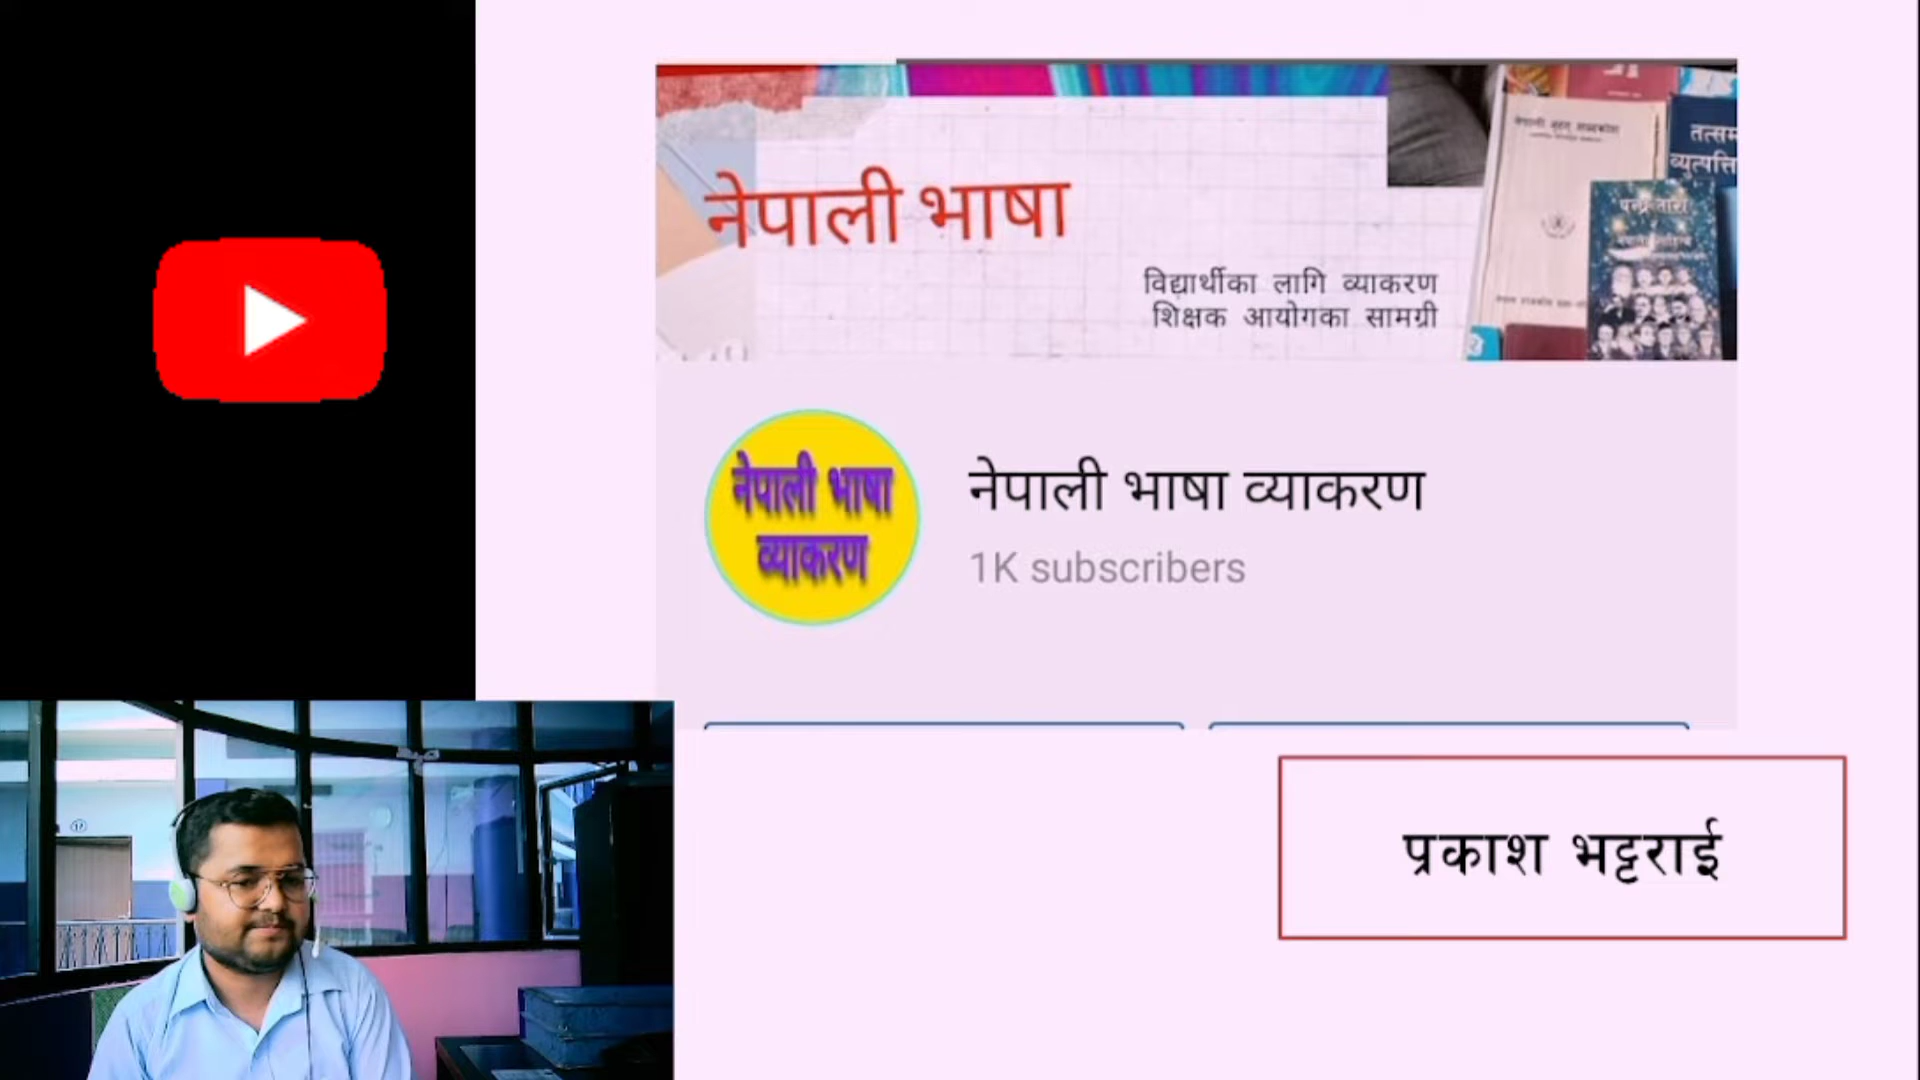 नेपाली भाषा
विद्यार्थीका लागि व्याकरण
शिक्षक आयोगका सामग्री
तत्सम
व्युत्पत्ति
नेपाली भाषा
व्याकरण
नेपाली भाषा व्याकरण
1K subscribers
प्रकाश भट्टराई